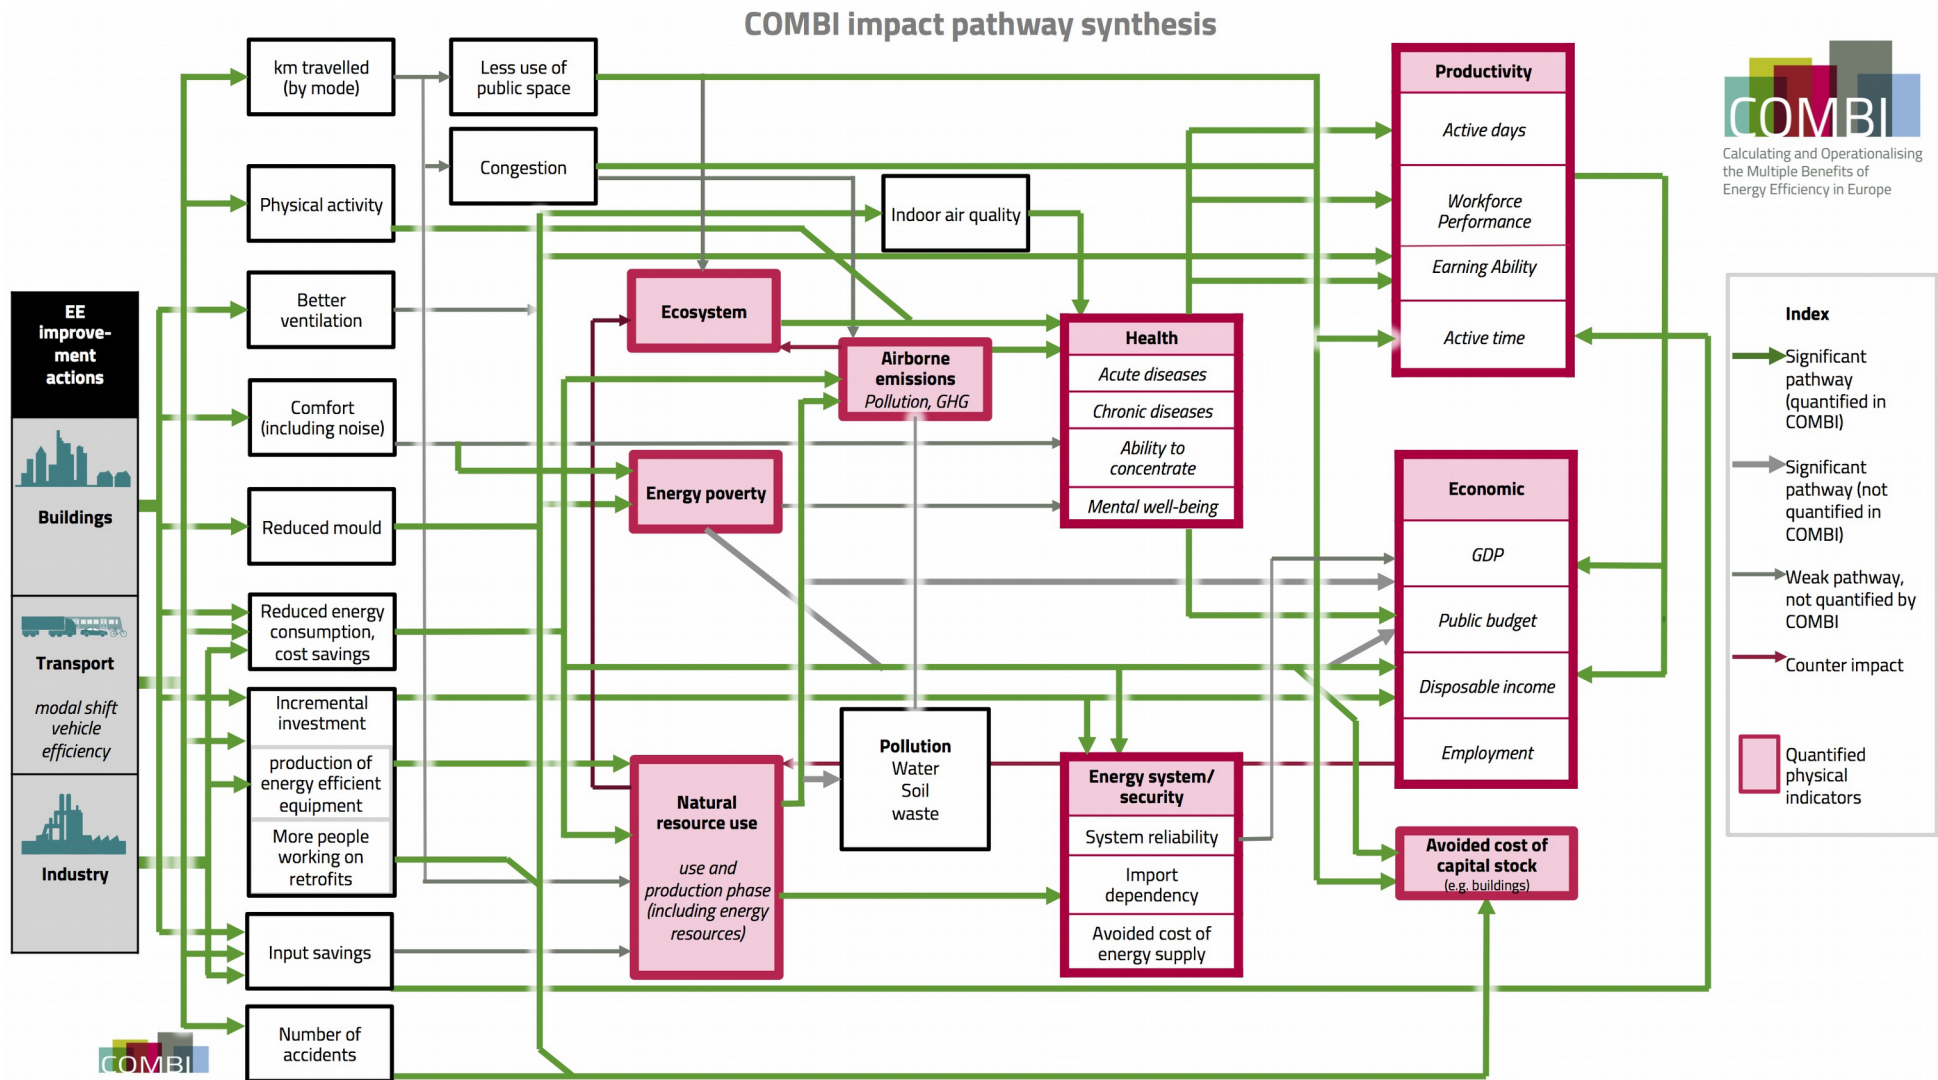 COMBI impact pathway synthesis
COMBI
Calculating and Operationalising
the Multiple Benefits of
Energy Efficiency in Europe
EE
improve-
ment
actions
Buildings
Transport
modal shift
vehicle
efficiency
Industry
km travelled
(by mode)
Physical activity
Better
ventilation
Comfort
(including noise)
Reduced mould
Reduced energy
consumption,
cost savings
Incremental
investment
production of
energy efficient
equipment
More people
working on
retrofits
Input savings
Number of
accidents
COMBI
Less use of
public space
Congestion
Indoor air quality
Ecosystem
Airborne
emissions
Pollution, GHG
Energy poverty
Natural
resource use
use and
production phase
(including energy
resources)
Pollution
Water
Soil
waste
Health
Acute diseases
Chronic diseases
Ability to
concentrate
Mental well-being
Energy system/
security
System reliability
Import
dependency
Avoided cost of
energy supply
Productivity
Active days
Workforce
Performance
Earning Ability
Active time
Economic
GDP
Public budget
Disposable income
Employment
Avoided cost of
capital stock
(e.g. buildings)
Index
Significant
pathway
(quantified in
COMBI)
Significant
pathway (not
quantified in
COMBI)
Weak pathway,
not quantified by
COMBI
Counter impact
Quantified
physical
indicators